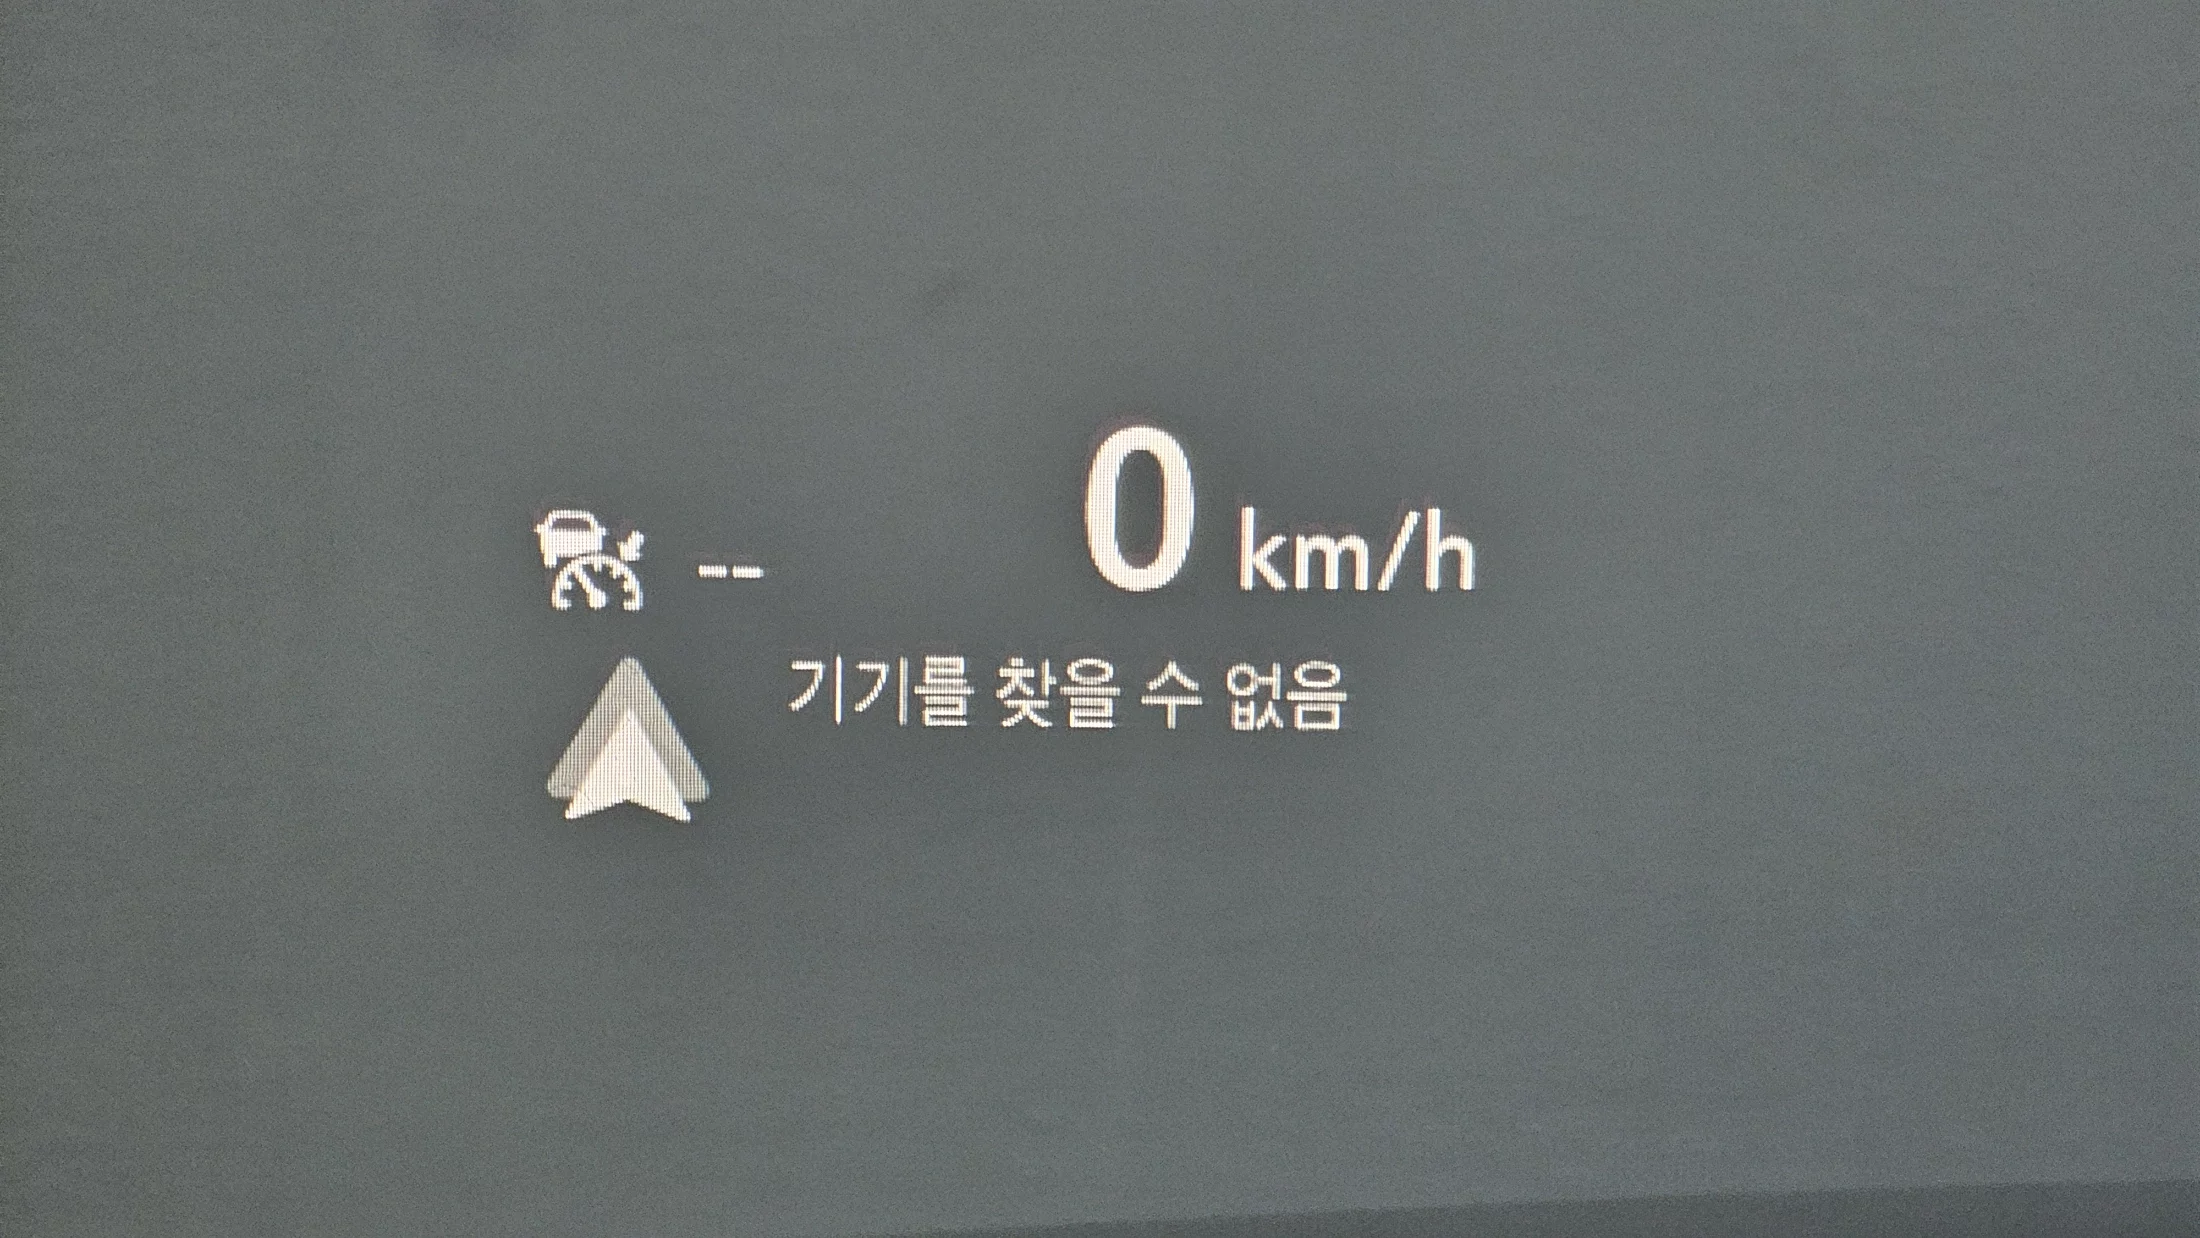 -- 0 km/h
기기를 찾을 수 없음